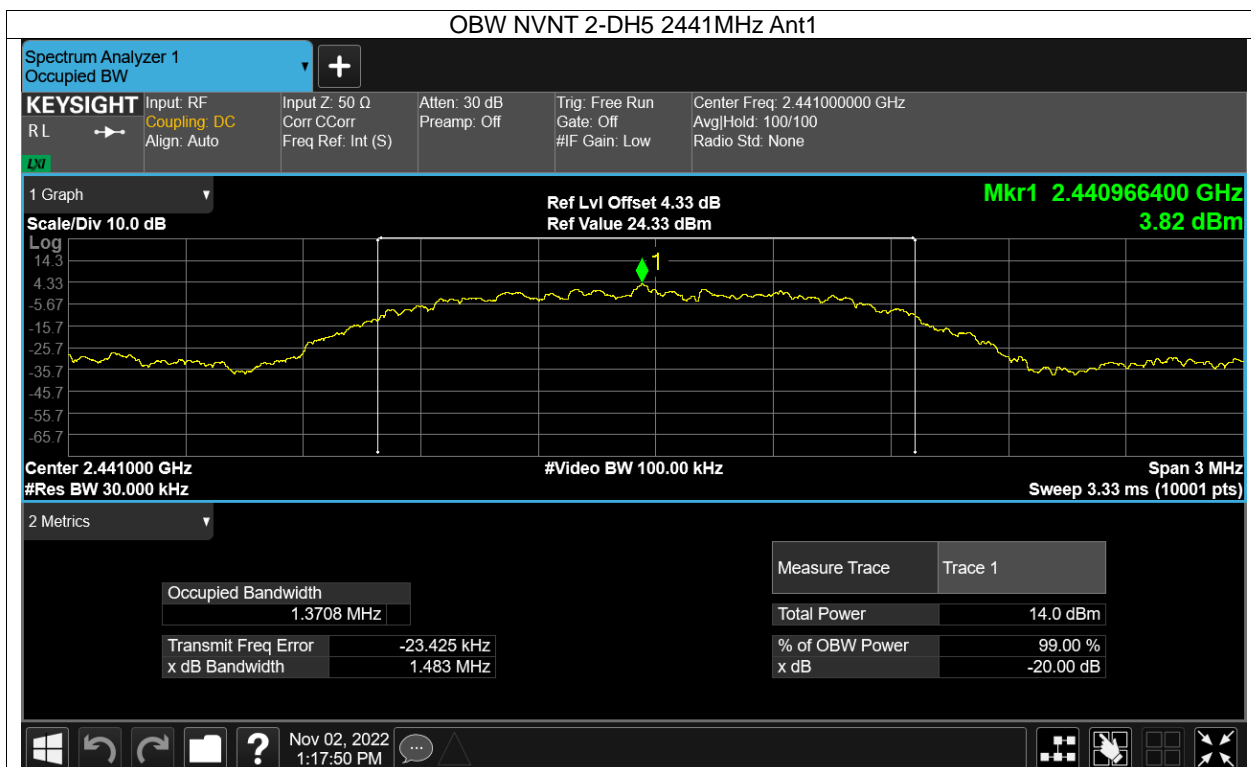 OBW NVNT 2-DH5 2441MHz Ant1
Spectrum Analyzer 1
Occupied BW
KEYSIGHT
R L
LXI
Input: RF
Coupling: DC
Align: Auto
Input Z: 50 Ω
Corr CCorr
Freq Ref: Int (S)
Atten: 30 dB
Preamp: Off
Trig: Free Run
Gate: Off
#IF Gain: Low
Center Freq: 2.441000000 GHz
Avg|Hold: 100/100
Radio Std: None
1 Graph
Scale/Div 10.0 dB
Ref Lvl Offset 4.33 dB
Ref Value 24.33 dBm
Mkr1 2.440966400 GHz
3.82 dBm
Log
14.3
4.33
-5.67
-15.7
-25.7
-35.7
-45.7
-55.7
-65.7
1
Center 2.441000 GHz
#Res BW 30.000 kHz
#Video BW 100.00 kHz
Span 3 MHz
Sweep 3.33 ms (10001 pts)
2 Metrics
Occupied Bandwidth
1.3708 MHz
Transmit Freq Error -23.425 kHz
x dB Bandwidth 1.483 MHz
Measure Trace Trace 1
Total Power 14.0 dBm
% of OBW Power 99.00 %
x dB -20.00 dB
?
Nov 02, 2022
1:17:50 PM